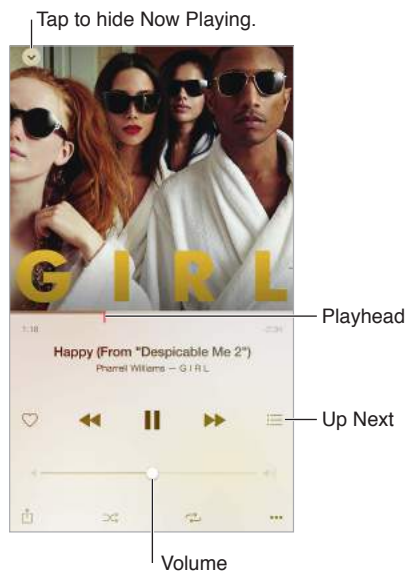 Tap to hide Now Playing.
GIRL
Playhead
1:18 -2:34
Happy (From "Despicable Me 2")
Pharrell Williams — G I R L
Up Next
Volume